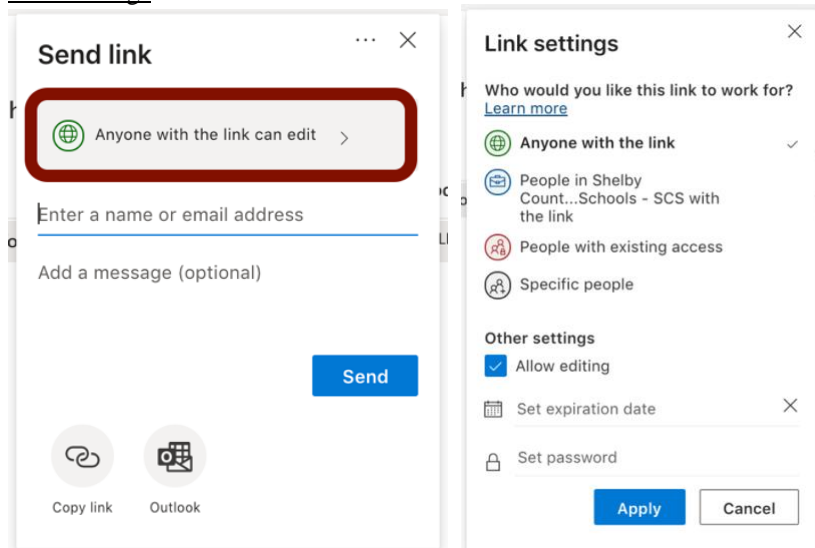 Send link
Anyone with the link can edit
Enter a name or email address
Add a message (optional)
Send
Copy link
Outlook
Link settings
Who would you like this link to work for?
Learn more
Anyone with the link
People in Shelby
Count...Schools - SCS with
the link
People with existing access
Specific people
Other settings
Allow editing
Set expiration date
Set password
Apply
Cancel